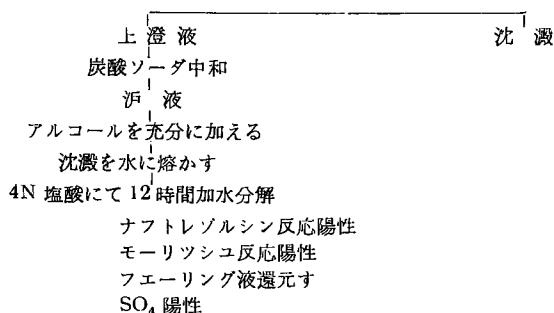 上澄液 沈澱
炭酸ソーダ中和
沪液
アルコールを充分に加える
沈澱を水に熔かす
4N 塩酸にて 12 時間加水分解
ナフトレゾルシン反応陽性
モーリツシユ反応陽性
フエーリング液還元す
SO4 陽性